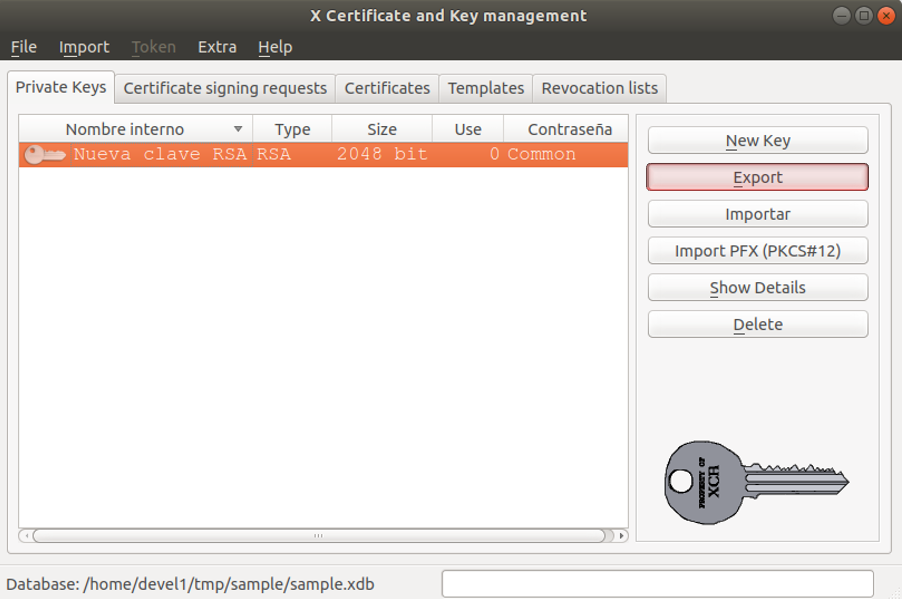 X Certificate and Key management
File Import Token Extra Help
Private Keys Certificate signing requests Certificates Templates Revocation lists
Nombre interno Type Size Use Contraseña
Nueva clave RSA RSA 2048 bit 0 Common
New Key
Export
Importar
Import PFX (PKCS#12)
Show Details
Delete
PROPERTY OF
XCA
Database: /home/devel1/tmp/sample/sample.xdb